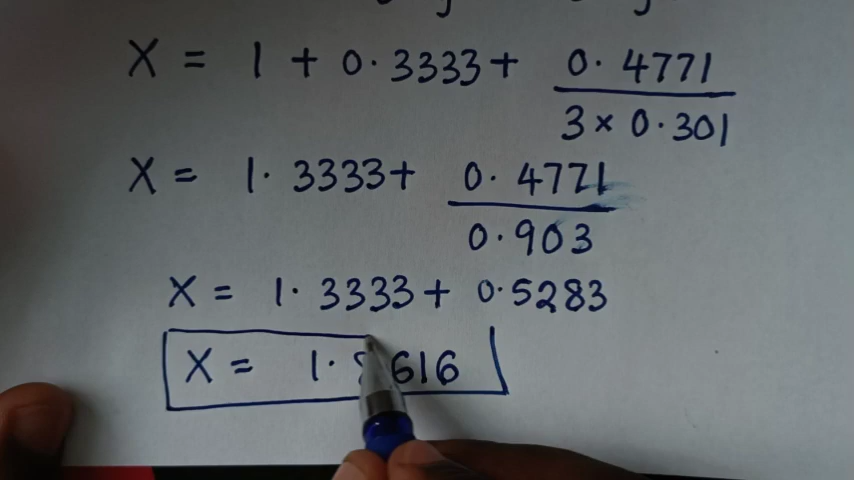 X = 1 + 0.3333 + 0.4771 / 3 × 0.301
X = 1.3333 + 0.4771 / 0.903
X = 1.3333 + 0.5283
X = 1.8616